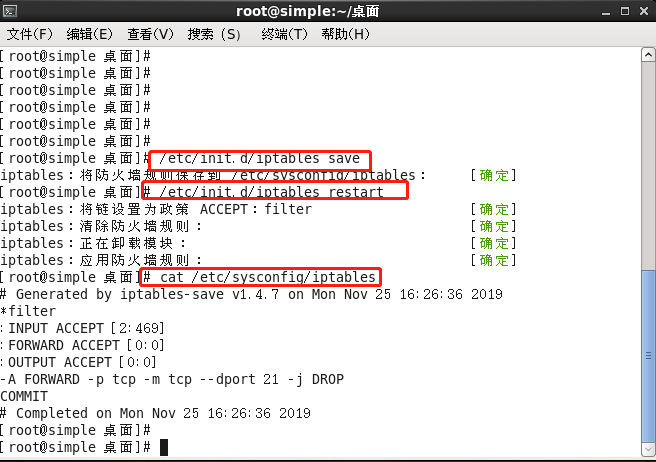 root@simple:~/桌面
文件(F) 编辑(E) 查看(V) 搜索 (S) 终端(T) 帮助(H)
[root@simple 桌面]#
[root@simple 桌面]#
[root@simple 桌面]#
[root@simple 桌面]#
[root@simple 桌面]#
[root@simple 桌面]#
[root@simple 桌面]# /etc/init.d/iptables save
iptables：将防火墙规则保存到 /etc/sysconfig/iptables： [确定]
[root@simple 桌面]# /etc/init.d/iptables restart
iptables：将链设置为政策 ACCEPT：filter [确定]
iptables：清除防火墙规则： [确定]
iptables：正在卸载模块： [确定]
iptables：应用防火墙规则： [确定]
[root@simple 桌面]# cat /etc/sysconfig/iptables
# Generated by iptables-save v1.4.7 on Mon Nov 25 16:26:36 2019
*filter
:INPUT ACCEPT [2:469]
:FORWARD ACCEPT [0:0]
:OUTPUT ACCEPT [0:0]
-A FORWARD -p tcp -m tcp --dport 21 -j DROP
COMMIT
# Completed on Mon Nov 25 16:26:36 2019
[root@simple 桌面]#
[root@simple 桌面]#